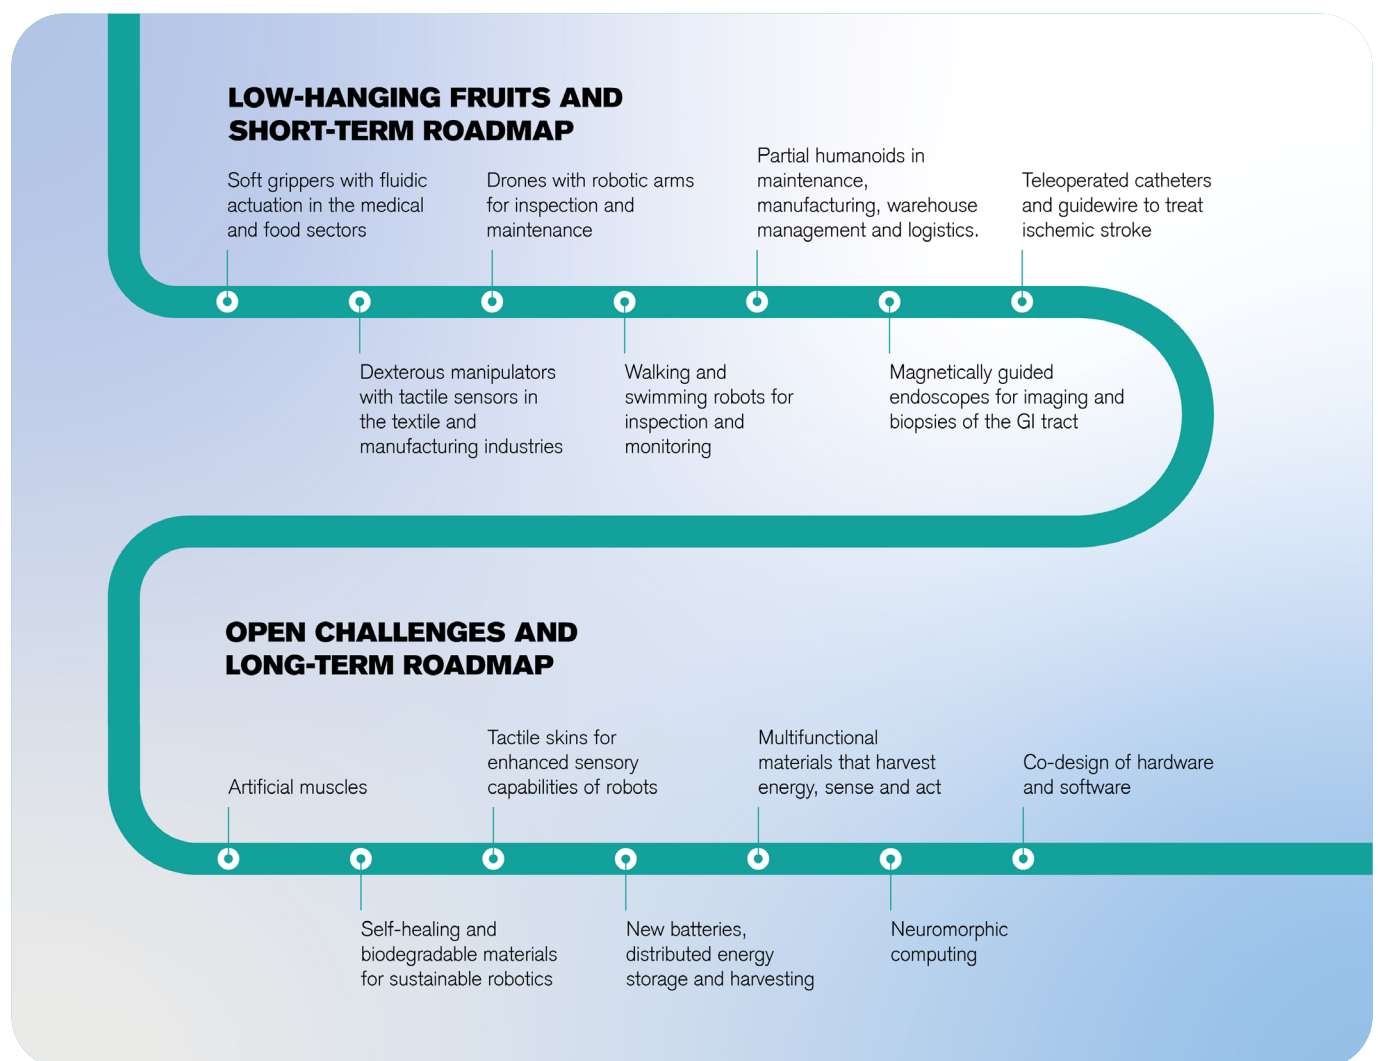 LOW-HANGING FRUITS AND
SHORT-TERM ROADMAP
Soft grippers with fluidic
actuation in the medical
and food sectors
Dexterous manipulators
with tactile sensors in
the textile and
manufacturing industries
Drones with robotic arms
for inspection and
maintenance
Walking and
swimming robots for
inspection and
monitoring
Partial humanoids in
maintenance,
manufacturing, warehouse
management and logistics.
Magnetically guided
endoscopes for imaging and
biopsies of the GI tract
Teleoperated catheters
and guidewire to treat
ischemic stroke
OPEN CHALLENGES AND
LONG-TERM ROADMAP
Artificial muscles
Self-healing and
biodegradable materials
for sustainable robotics
Tactile skins for
enhanced sensory
capabilities of robots
New batteries,
distributed energy
storage and harvesting
Multifunctional
materials that harvest
energy, sense and act
Neuromorphic
computing
Co-design of hardware
and software